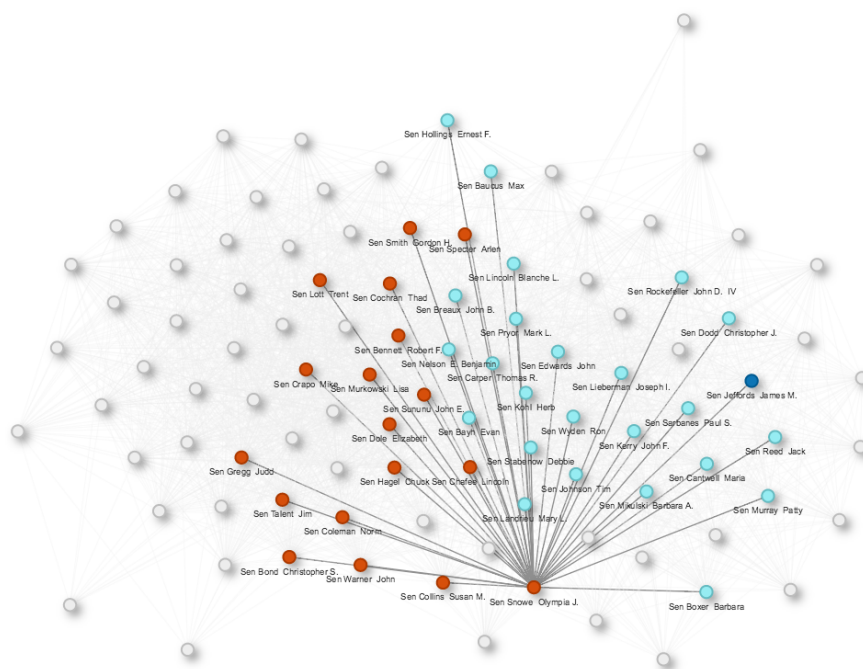 Sen Hollings Ernest F.
Sen Baucus Max
Sen Smith Gordon H.
Sen Specter Arlen
Sen Lincoln Blanche L.
Sen Rockefeller John D. IV
Sen Lott Trent
Sen Cochran Thad
Sen Breaux John B.
Sen Pryor Mark L.
Sen Dodd Christopher J.
Sen Bennett Robert F.
Sen Nelson E. Benjamin
Sen Edwards John
Sen Carper Thomas R.
Sen Crapo Mike
Sen Murkowski Lisa
Sen Lieberman Joseph I.
Sen Jeffords James M.
Sen Sununu John E.
Sen Kohl Herb
Sen Sarbanes Paul S.
Sen Dole Elizabeth
Sen Bayh Evan
Sen Wyden Ron
Sen Kerry John F.
Sen Reed Jack
Sen Stabenow Debbie
Sen Gregg Judd
Sen Hagel Chuck
Sen Chafee Lincoln
Sen Johnson Tim
Sen Cantwell Maria
Sen Mikulski Barbara A.
Sen Talent Jim
Sen Murray Patty
Sen Coleman Norm
Sen Landrieu Mary L.
Sen Bond Christopher S.
Sen Warner John
Sen Collins Susan M.
Sen Snowe Olympia J.
Sen Boxer Barbara